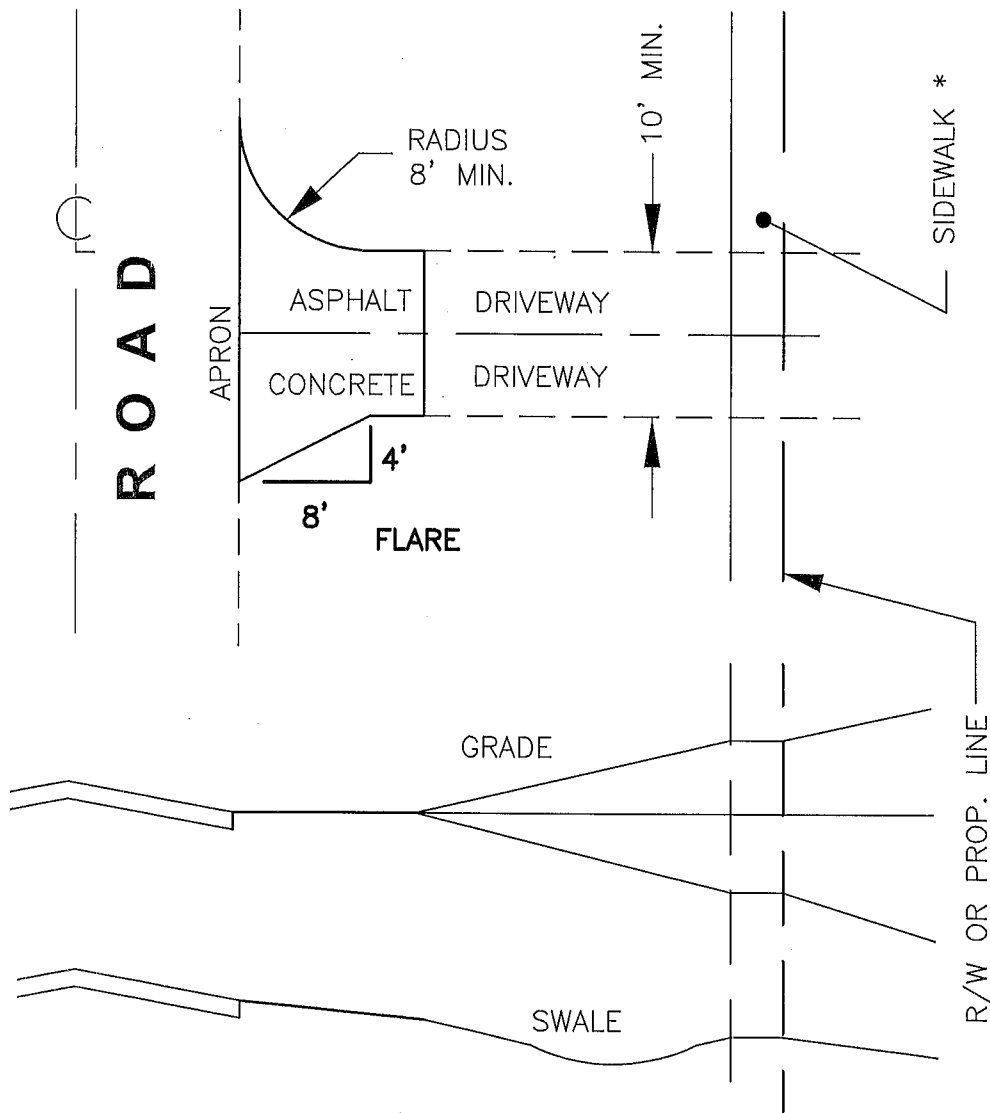 ℄
ROAD
APRON
RADIUS
8' MIN.
10' MIN.
SIDEWALK *
ASPHALT
DRIVEWAY
CONCRETE
DRIVEWAY
4'
8'
FLARE
GRADE
R/W OR PROP. LINE
SWALE